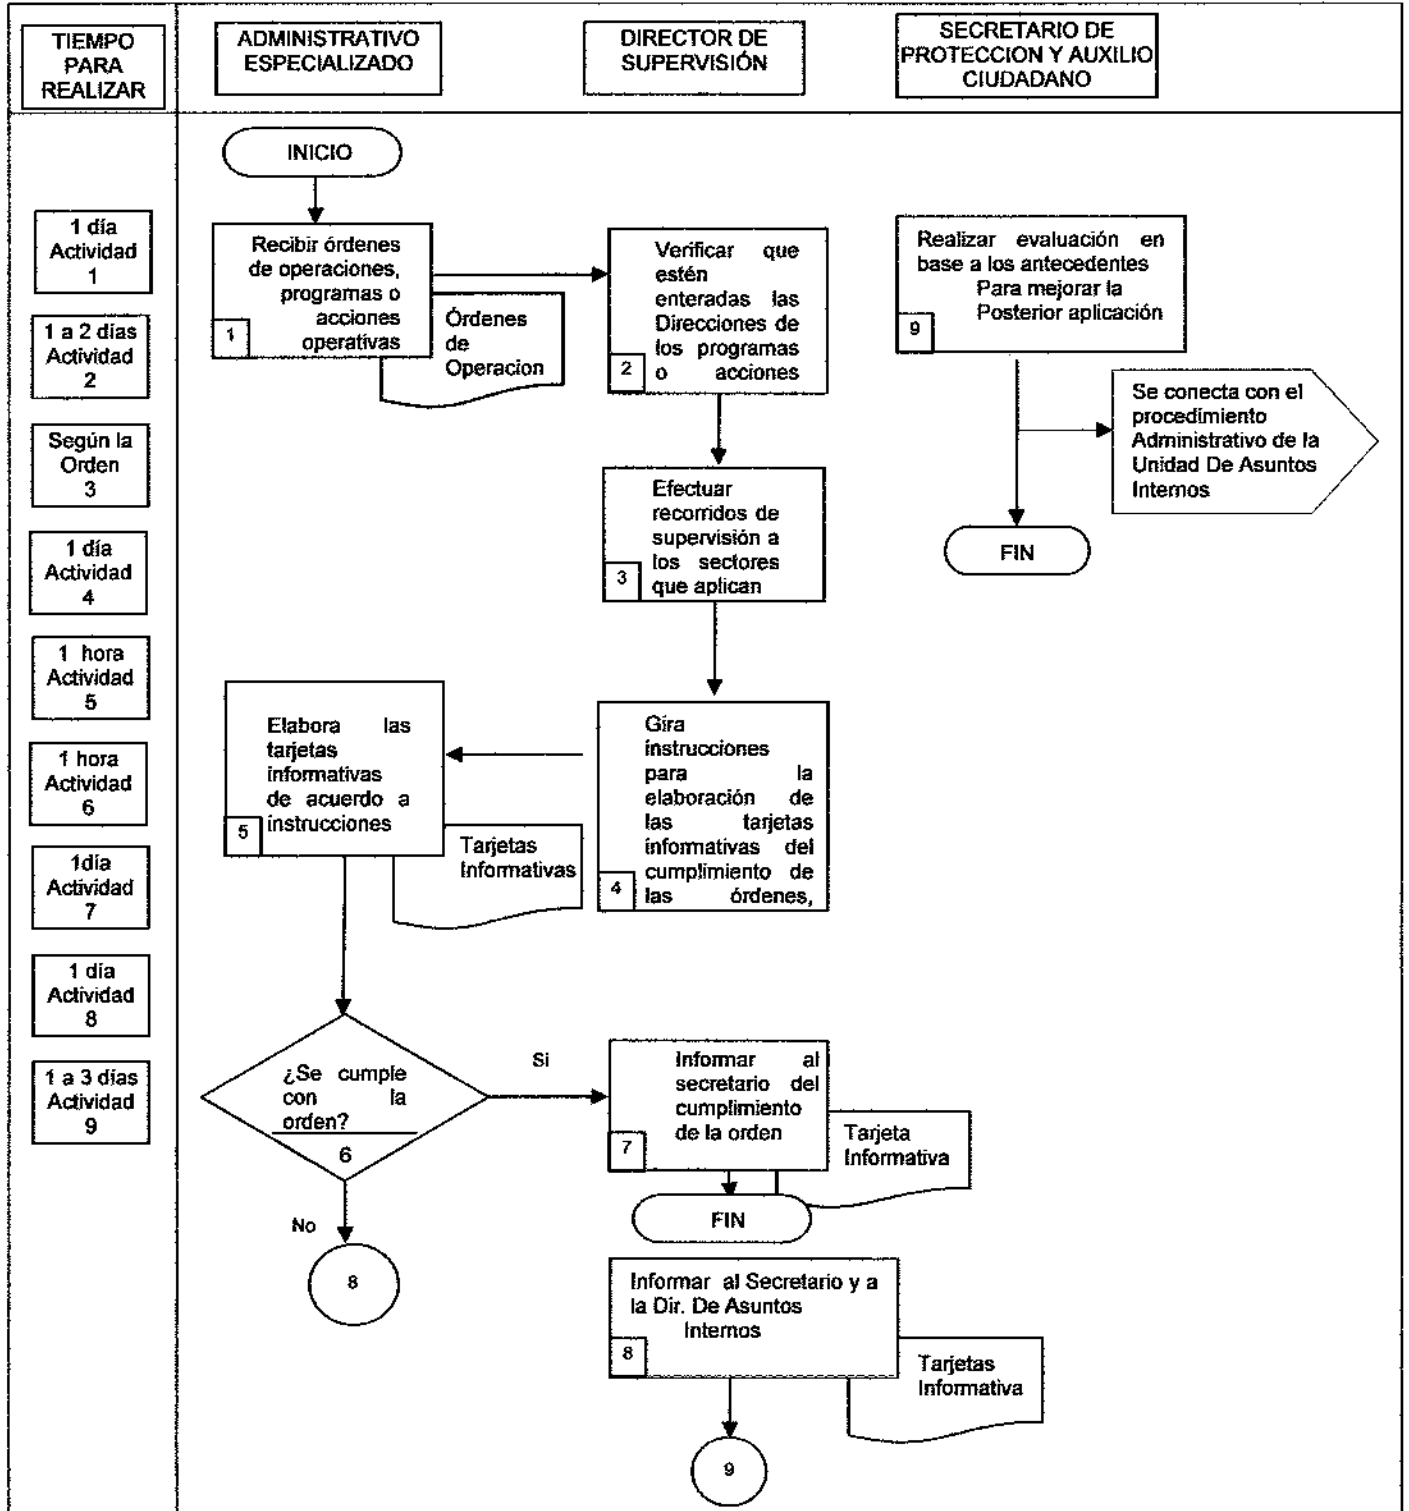 TIEMPO
PARA
REALIZAR
ADMINISTRATIVO
ESPECIALIZADO
DIRECTOR DE
SUPERVISIÓN
SECRETARIO DE
PROTECCION Y AUXILIO
CIUDADANO
1 día
Actividad
1
1 a 2 días
Actividad
2
Según la
Orden
3
1 día
Actividad
4
1 hora
Actividad
5
1 hora
Actividad
6
1día
Actividad
7
1 día
Actividad
8
1 a 3 días
Actividad
9
INICIO
Recibir órdenes
de operaciones,
programas o
acciones
operativas
1
Órdenes
de
Operacion
Verificar que
estén
enteradas las
Direcciones de
los programas
o acciones
2
Efectuar
recorridos de
supervisión a
los sectores
que aplican
3
Gira
instrucciones
para la
elaboración de
las tarjetas
informativas del
cumplimiento de
las órdenes,
4
Elabora las
tarjetas
informativas
de acuerdo a
instrucciones
5
Tarjetas
Informativas
¿Se cumple
con la
orden?
6
Si
No
8
Informar al
secretario del
cumplimiento
de la orden
7
Tarjeta
Informativa
FIN
Informar al Secretario y a
la Dir. De Asuntos
Internos
8
Tarjetas
Informativa
9
Realizar evaluación en
base a los antecedentes
Para mejorar la
Posterior aplicación
9
Se conecta con el
procedimiento
Administrativo de la
Unidad De Asuntos
Internos
FIN